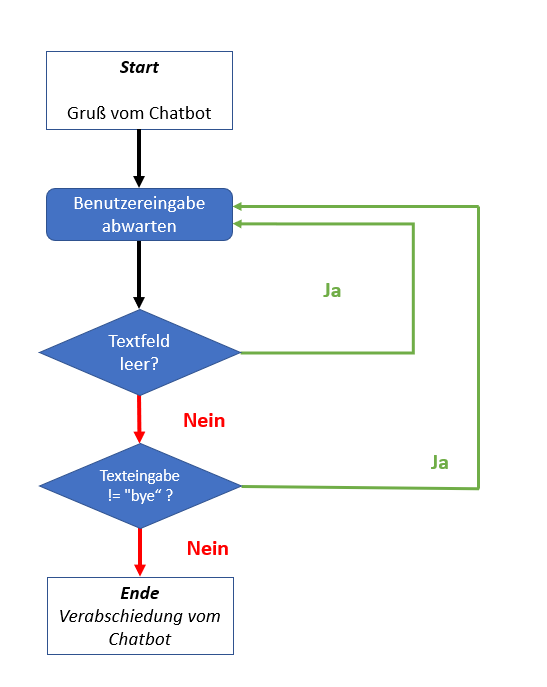 Start
Gruß vom Chatbot
Benutzereingabe
abwarten
Ja
Textfeld
leer?
Nein
Ja
Texteingabe
!= "bye“ ?
Nein
Ende
Verabschiedung vom
Chatbot